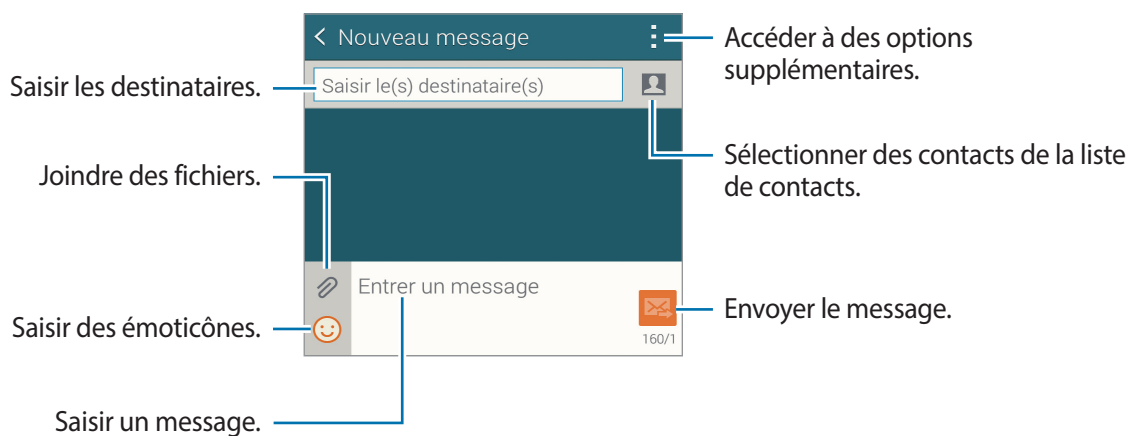 Nouveau message
Accéder à des options
supplémentaires.
Saisir les destinataires.
Saisir le(s) destinataire(s)
Sélectionner des contacts de la liste
de contacts.
Joindre des fichiers.
Entrer un message
Envoyer le message.
Saisir des émoticônes.
160/1
Saisir un message.